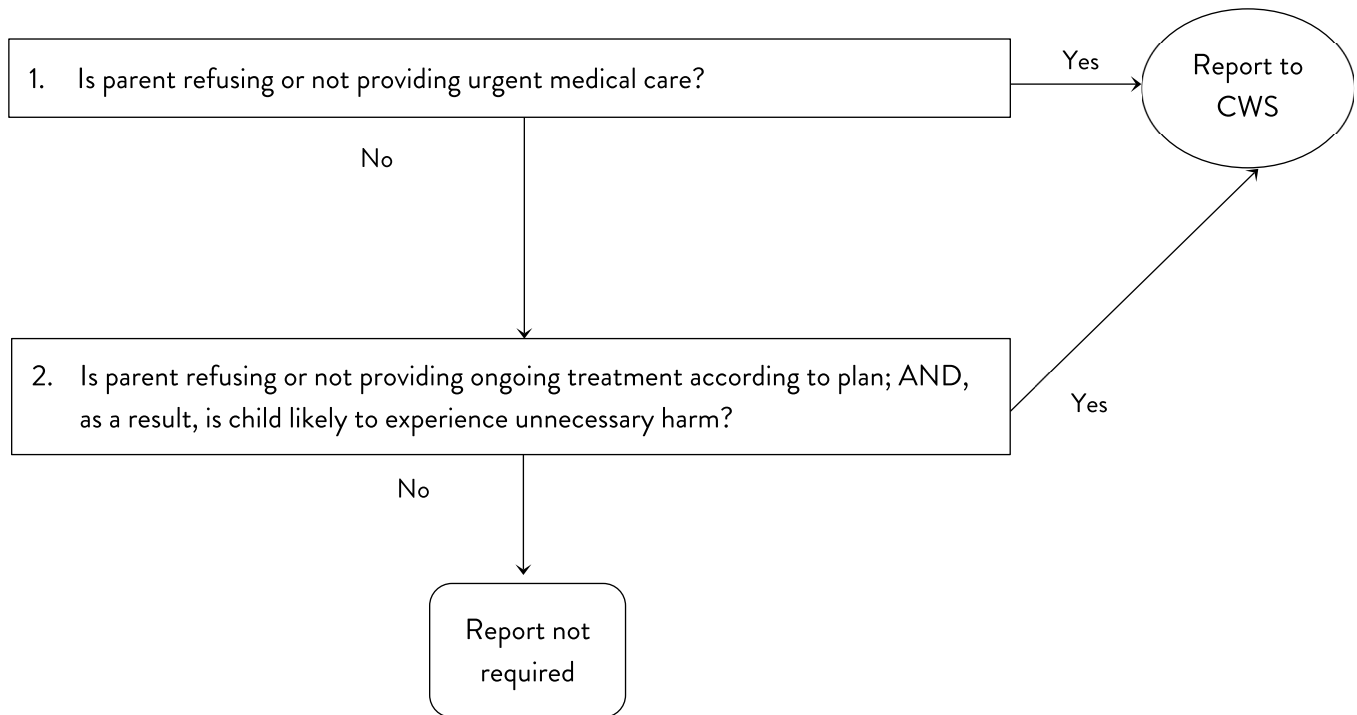 1. Is parent refusing or not providing urgent medical care?
Yes
Report to
CWS
No
2. Is parent refusing or not providing ongoing treatment according to plan; AND,
as a result, is child likely to experience unnecessary harm?
Yes
No
Report not
required